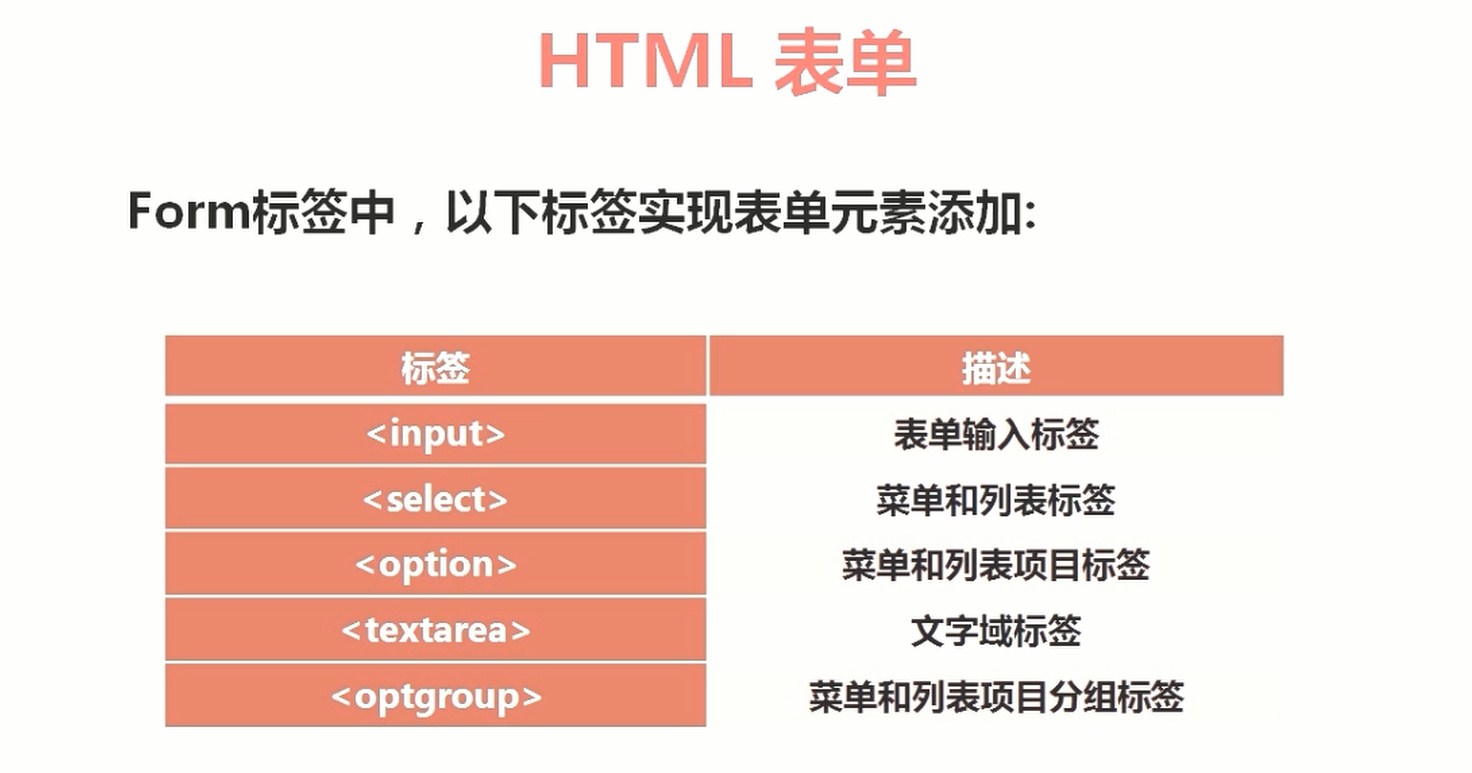 HTML 表单
Form标签中，以下标签实现表单元素添加:
标签 描述
<input> 表单输入标签
<select> 菜单和列表标签
<option> 菜单和列表项目标签
<textarea> 文字域标签
<optgroup> 菜单和列表项目分组标签